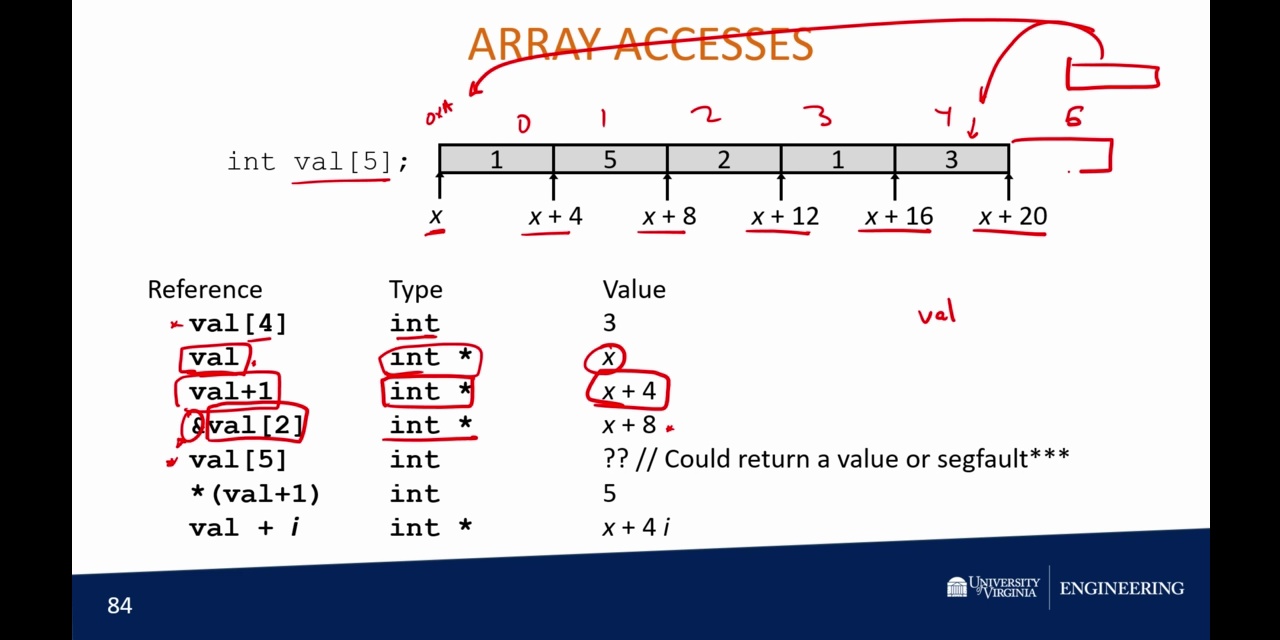 ARRAY ACCESSES
0xA 0 1 2 3 4 6
int val[5]; 1 5 2 1 3
x x + 4 x + 8 x + 12 x + 16 x + 20
Reference Type Value
val[4] int 3
val
val int * x
val+1 int * x + 4
&val[2] int * x + 8
val[5] int ?? // Could return a value or segfault***
*(val+1) int 5
val + i int * x + 4 i
84
UNIVERSITY of VIRGINIA ENGINEERING